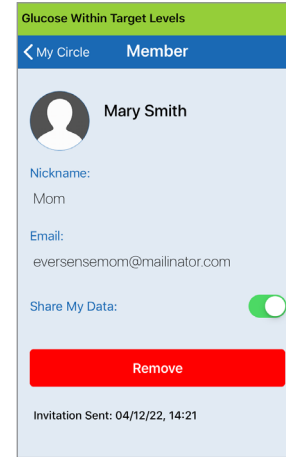 Glucose Within Target Levels
My Circle Member
Mary Smith
Nickname:
Mom
Email:
eversensemom@mailinator.com
Share My Data:
Remove
Invitation Sent: 04/12/22, 14:21